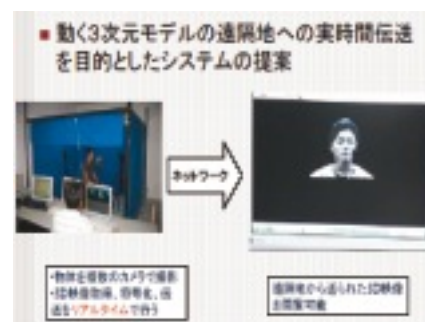 ■ 動く3次元モデルの遠隔地への実時間伝送
を目的としたシステムの提案
ネットワーク
・物体を複数のカメラで撮影
・3D映像取得、符号化、伝
送をリアルタイムで行う
遠隔地から送られた3D映像
を閲覧可能